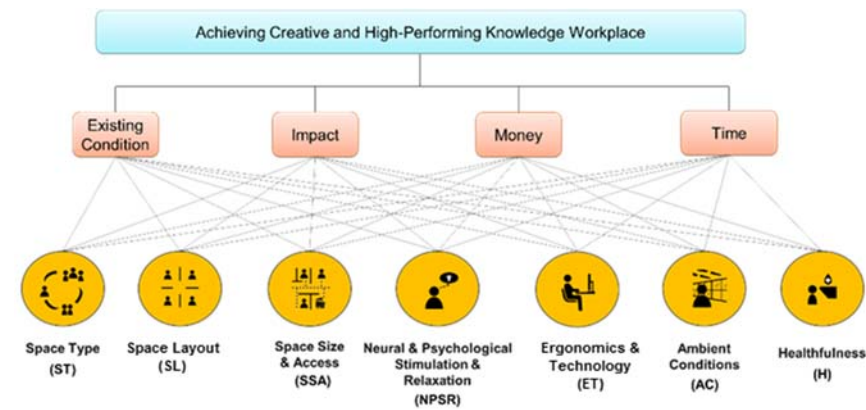 Achieving Creative and High-Performing Knowledge Workplace
Existing
Condition
Impact
Money
Time
Space Type
(ST)
Space Layout
(SL)
Space Size
& Access
(SSA)
Neural & Psychological
Stimulation &
Relaxation
(NPSR)
Ergonomics &
Technology
(ET)
Ambient
Conditions
(AC)
Healthfulness
(H)